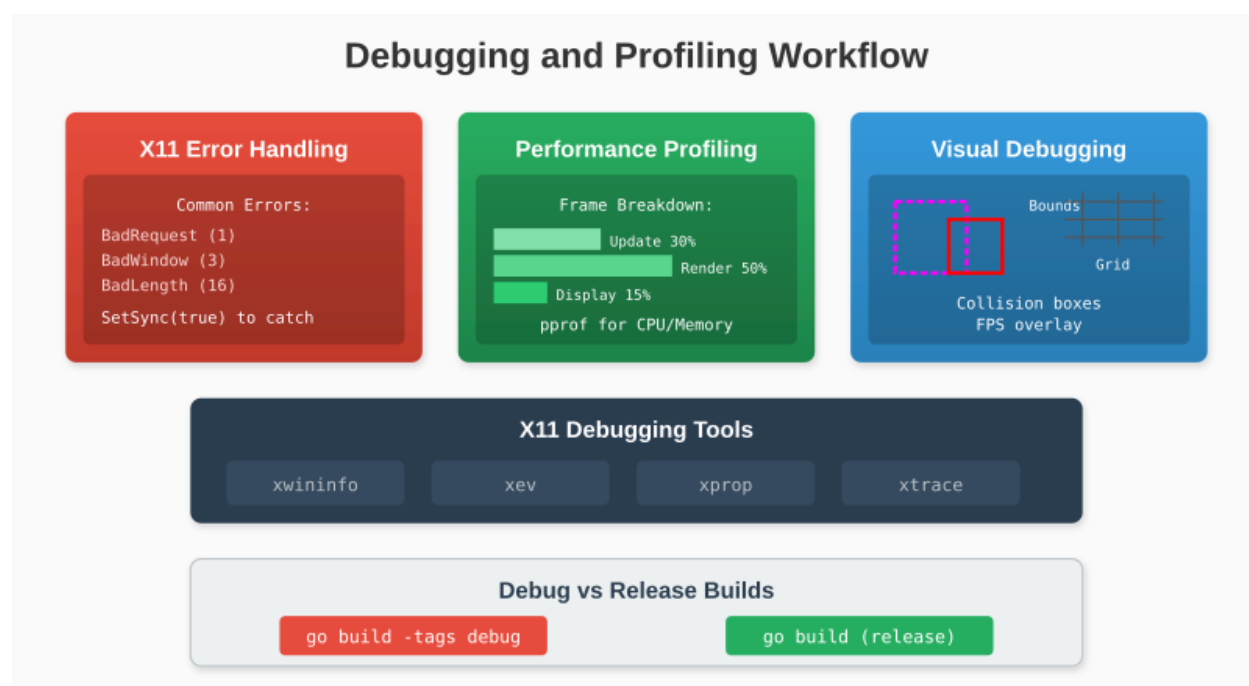 Debugging and Profiling Workflow
X11 Error Handling
Common Errors:
BadRequest (1)
BadWindow (3)
BadLength (16)
SetSync(true) to catch
Performance Profiling
Frame Breakdown:
Update 30%
Render 50%
Display 15%
pprof for CPU/Memory
Visual Debugging
Bounds
Grid
Collision boxes
FPS overlay
X11 Debugging Tools
xwininfo
xev
xprop
xtrace
Debug vs Release Builds
go build -tags debug
go build (release)